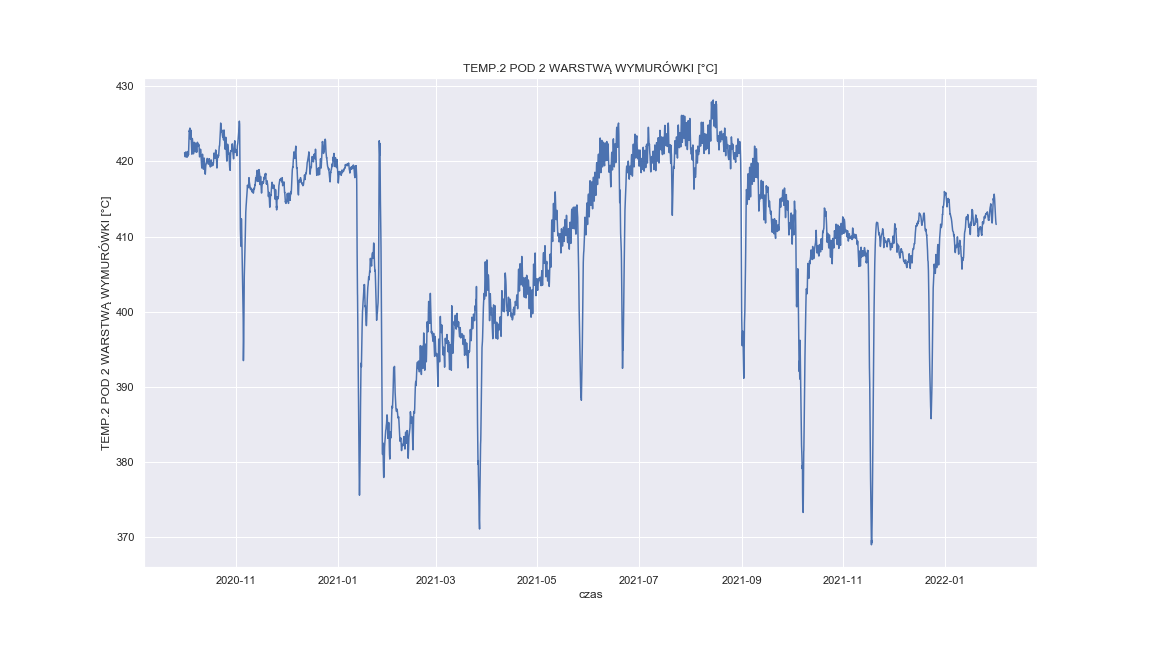 TEMP.2 POD 2 WARSTWĄ WYMURÓWKI [°C]
TEMP.2 POD 2 WARSTWĄ WYMURÓWKI [°C]
430
420
410
400
390
380
370
2020-11 2021-01 2021-03 2021-05 2021-07 2021-09 2021-11 2022-01
czas